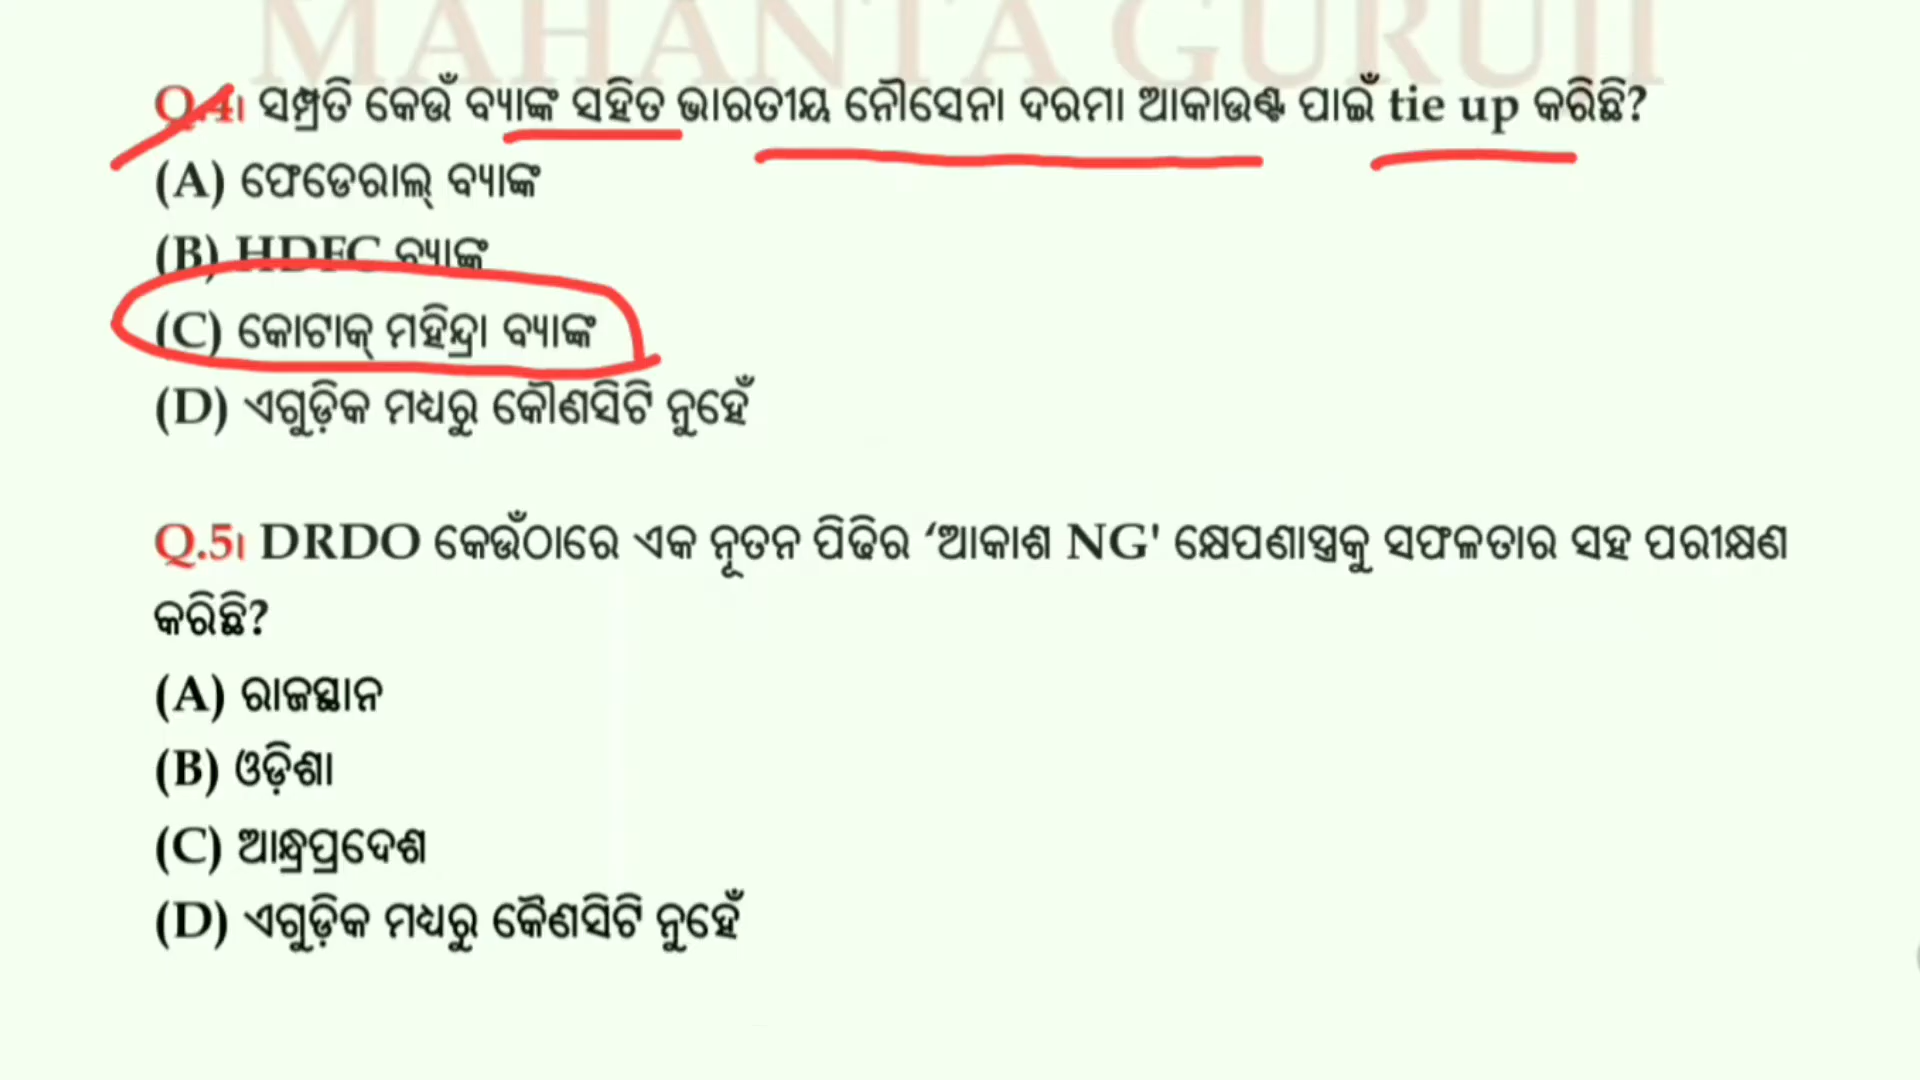 MAHANTA GURUJI
Q.4। ସମ୍ପ୍ରତି କେଉଁ ବ୍ୟାଙ୍କ ସହିତ ଭାରତୀୟ ନୌସେନା ଦରମା ଆକାଉଣ୍ଟ ପାଇଁ tie up କରିଛି?
(A) ଫେଡେରାଲ୍ ବ୍ୟାଙ୍କ
(B) HDFC ବ୍ୟାଙ୍କ
(C) କୋଟାକ୍ ମହିନ୍ଦ୍ରା ବ୍ୟାଙ୍କ
(D) ଏଗୁଡ଼ିକ ମଧ୍ୟରୁ କୌଣସିଟି ନୁହେଁ
Q.5। DRDO କେଉଁଠାରେ ଏକ ନୂତନ ପିଢିର ‘ଆକାଶ NG' କ୍ଷେପଣାସ୍ତ୍ରକୁ ସଫଳତାର ସହ ପରୀକ୍ଷଣ
କରିଛି?
(A) ରାଜସ୍ଥାନ
(B) ଓଡ଼ିଶା
(C) ଆନ୍ଧ୍ରପ୍ରଦେଶ
(D) ଏଗୁଡ଼ିକ ମଧ୍ୟରୁ କୈଣସିଟି ନୁହେଁ